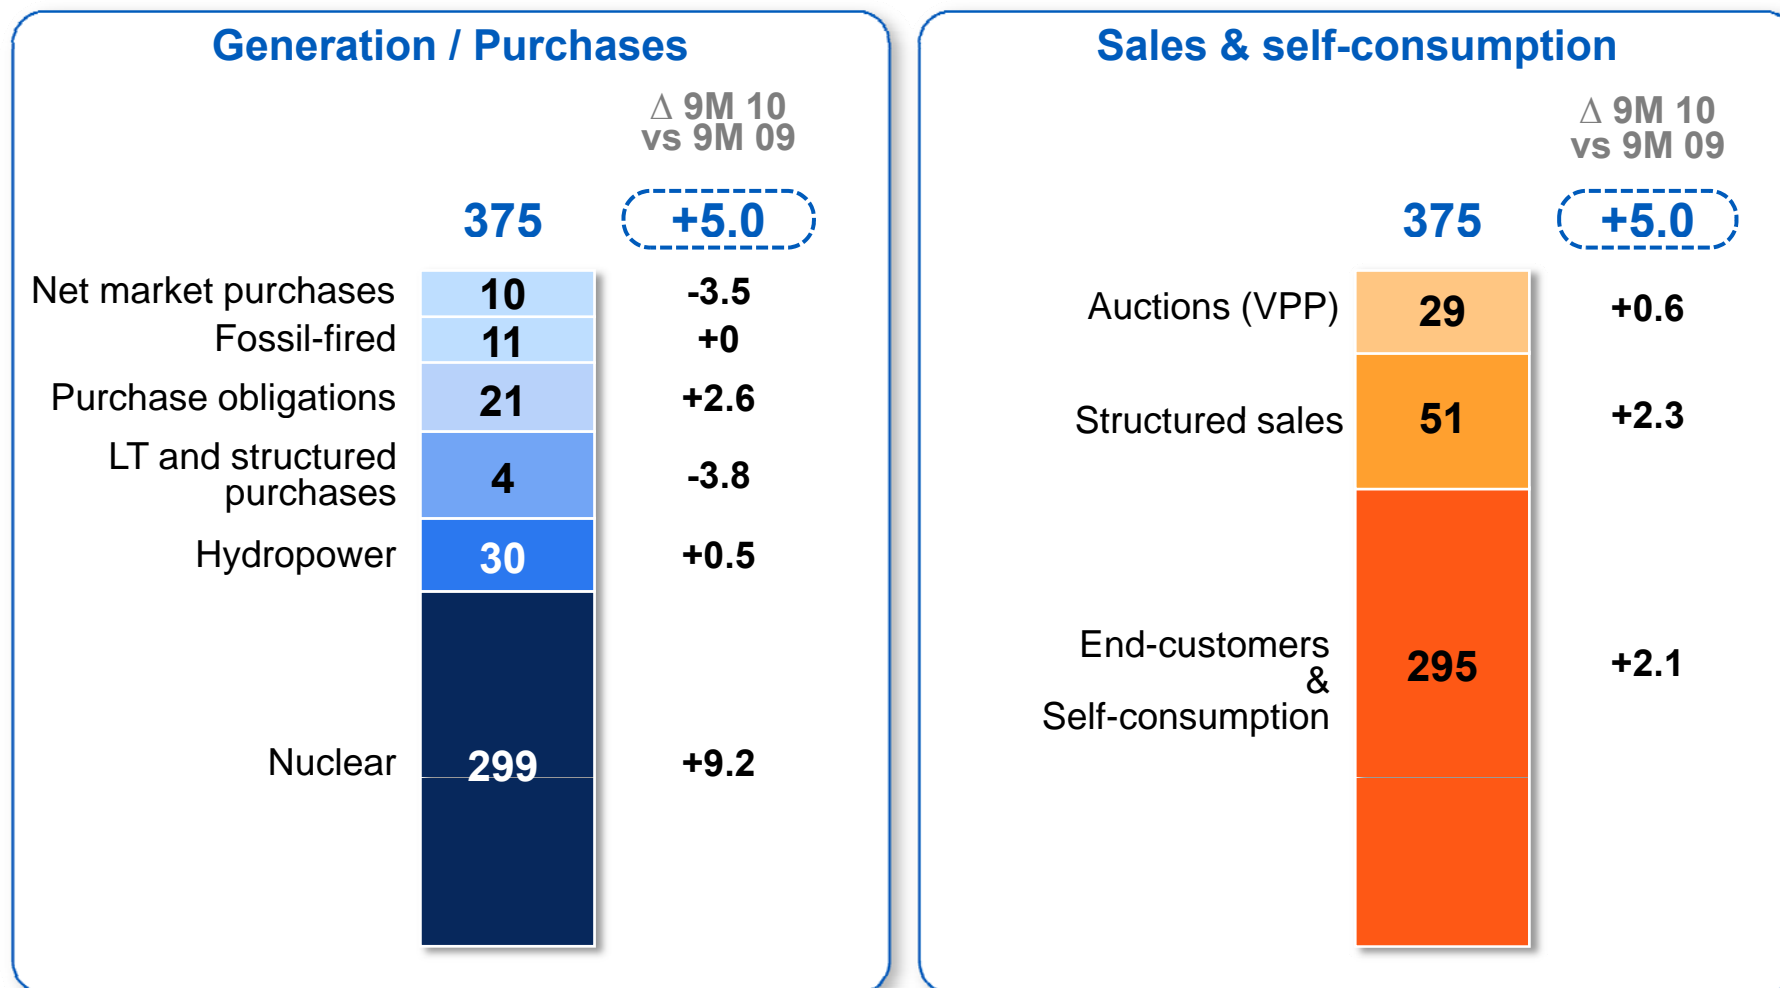 Generation / Purchases
Δ 9M 10
vs 9M 09
375 +5.0
Net market purchases 10 -3.5
Fossil-fired 11 +0
Purchase obligations 21 +2.6
LT and structured
purchases 4 -3.8
Hydropower 30 +0.5
Nuclear 299 +9.2
Sales & self-consumption
Δ 9M 10
vs 9M 09
375 +5.0
Auctions (VPP) 29 +0.6
Structured sales 51 +2.3
End-customers
&
Self-consumption 295 +2.1